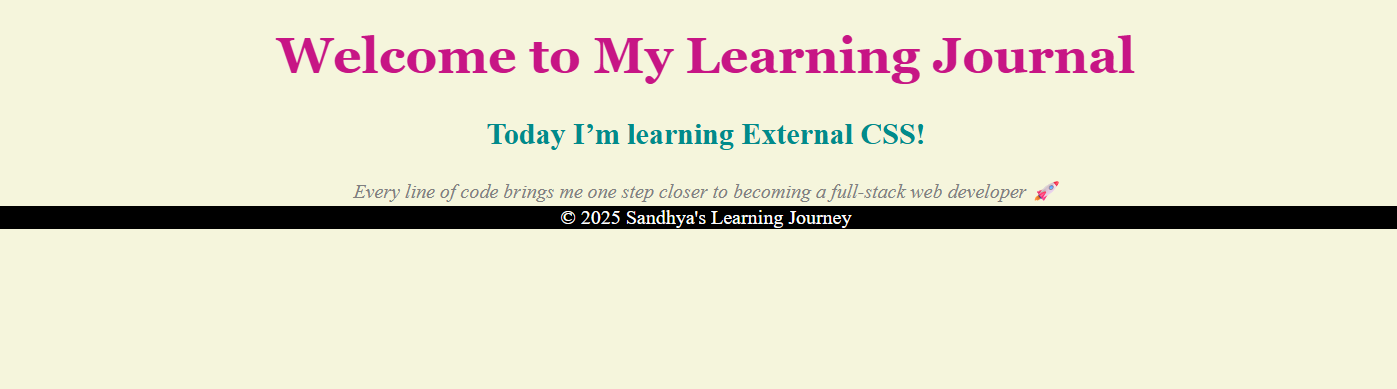 Welcome to My Learning Journal
Today I’m learning External CSS!
Every line of code brings me one step closer to becoming a full-stack web developer 🚀
© 2025 Sandhya's Learning Journey